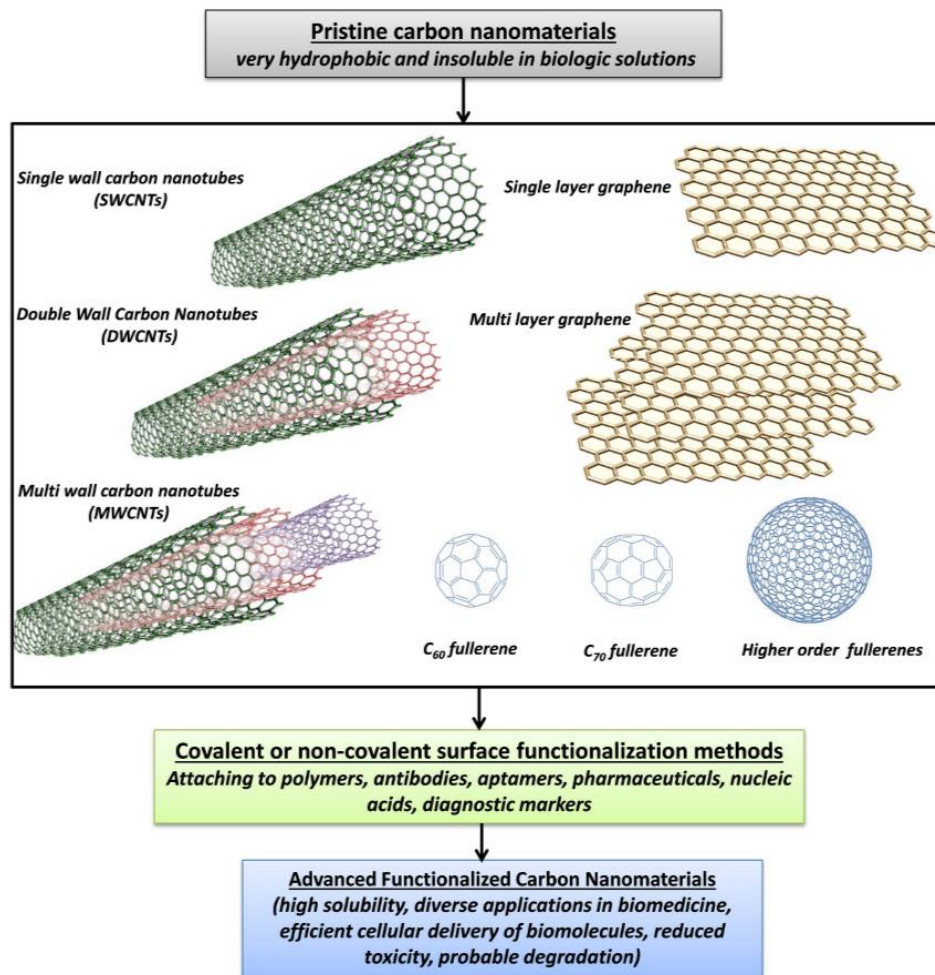 Pristine carbon nanomaterials
very hydrophobic and insoluble in biologic solutions
Single wall carbon nanotubes
(SWCNTs)
Single layer graphene
Double Wall Carbon Nanotubes
(DWCNTs)
Multi layer graphene
Multi wall carbon nanotubes
(MWCNTs)
C60 fullerene
C70 fullerene
Higher order fullerenes
Covalent or non-covalent surface functionalization methods
Attaching to polymers, antibodies, aptamers, pharmaceuticals, nucleic
acids, diagnostic markers
Advanced Functionalized Carbon Nanomaterials
(high solubility, diverse applications in biomedicine,
efficient cellular delivery of biomolecules, reduced
toxicity, probable degradation)